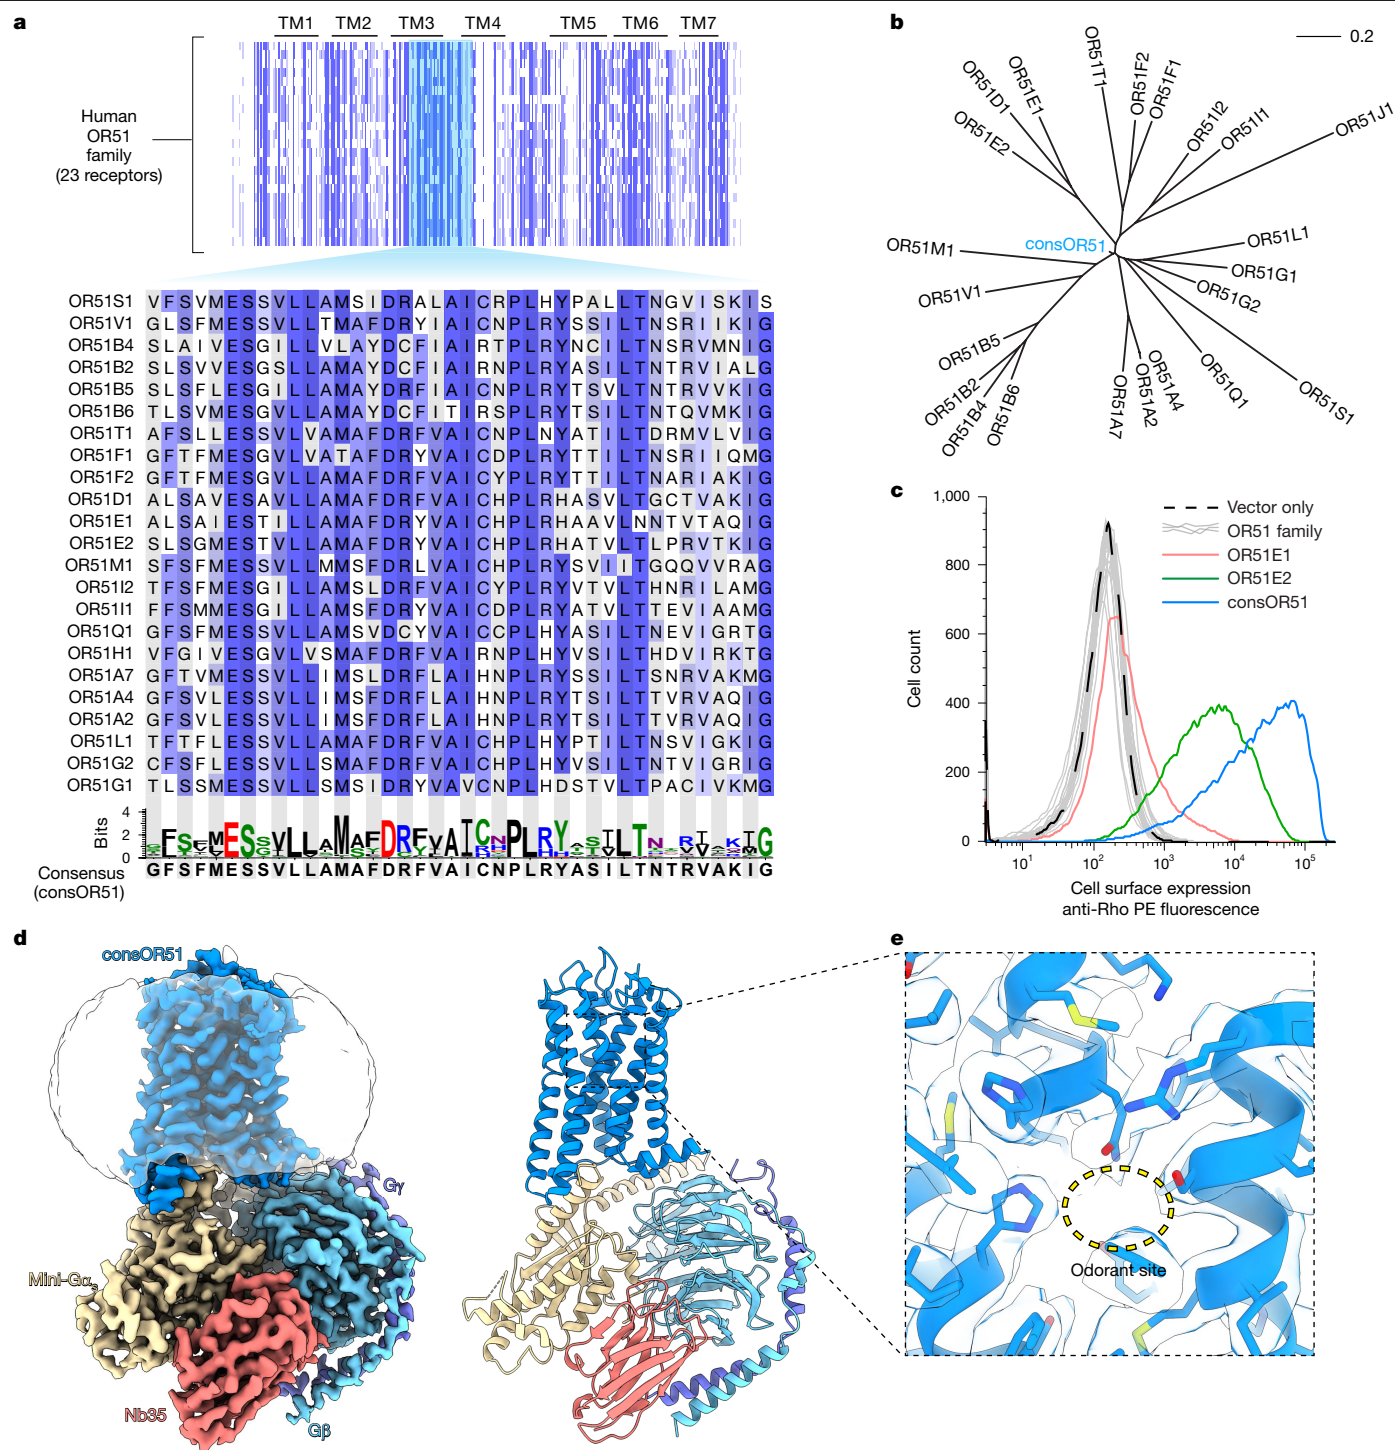 a
TM1 TM2 TM3 TM4 TM5 TM6 TM7
Human
OR51
family
(23 receptors)
OR51S1 VFSVMESSVLLAMSIDRALAICRPLHYPALLTNGVISKIS
OR51V1 GLSFMESSVLLTMAFDRYIAICNPLRYSSILTNSRIIKIG
OR51B4 SLAIVESGILLVLAYDCFIAIRTPLRYNCILTNSRVMNIG
OR51B2 SLSVVESGSLLAMAYDCFIAIRNPLRYASILTNTRVIALG
OR51B5 SLSFLESGILLAMAYDRFIAICNPLRYTSVLTNTRVMKIG
OR51B6 TLSVMESGVLLAMAYDCFITIRSPLRYTSILTNTQVMKIG
OR51T1 AFSLLESSVLVAMAFDRFVAICNPLNYATILTDRMVLVIG
OR51F1 GFTFMESGVLVATAFDRYVAICDPLRYTTILTNSRIIQMG
OR51F2 GFTFMESGVLLAMAFDRFVAICYPLRYTTILTNARIAKIG
OR51D1 ALSAVESAVLLAMAFDRFVAICHPLRHASVLTGCTVAKIG
OR51E1 ALSAIESTILLAMAFDRYVAICHPLRHAAVLNNTVTAQIG
OR51E2 SLSGMESTVLLAMAFDRYVAICHPLRHATVLTLPRVTKIG
OR51M1 SFSFMESSVLLMMSFDRLVAICHPLRYSVIITGQQVVRAG
OR51I2 TFSFMESGILLAMSLDRFVAICYPLRYATVLTHNRILAMG
OR51I1 FFSMMESGILLAMSFDRYVAICDPLRYATVLTTEVIAAMG
OR51Q1 GFSFMESSVLLAMSVDCYVAICCPLHYASILTNEVIGRTG
OR51H1 VFGIVESGVLVSMAFDRFVAIRNPLHYVSILTHDVIRKTG
OR51A7 GFTVMESSVLLIMSLDRFLAIHNPLRYSSILTSNRVAKMG
OR51A4 GFSVLESSVLLIMSFDRFLAIHNPLRYTSILTTVRVAQIG
OR51A2 GFSVLESSVLLIMSFDRFLAIHNPLRYTSILTTVRVAQIG
OR51L1 TFTFLESSVLLAMAFDRFVAICHPLHYPTILTNSVIGKIG
OR51G2 CFSFLESSVLLSMAFDRFVAICHPLHYVSILTNTVIGRIG
OR51G1 TLSSMESSVLLSMSIDRYVAVCNPLHDSTVLTPACIVKMG
Bits
4
2
0
Consensus
(consOR51)
GFSFMESSVLLAMAFDRFVAICNPLRYASILTNTRVAKIG
b
0.2
OR51T1
OR51F2
OR51F1
OR51E1
OR51D1
OR51E2
OR51I2
OR51I1
OR51J1
OR51M1
consOR51
OR51L1
OR51G1
OR51G2
OR51V1
OR51B5
OR51B2
OR51B4
OR51B6
OR51A7
OR51A2
OR51A4
OR51Q1
OR51S1
c
Vector only
OR51 family
OR51E1
OR51E2
consOR51
Cell count
1,000
800
600
400
200
0
10¹ 10² 10³ 10⁴ 10⁵
Cell surface expression
anti-Rho PE fluorescence
d
consOR51
Gγ
Mini-Gαs
Nb35
Gβ
e
Odorant site